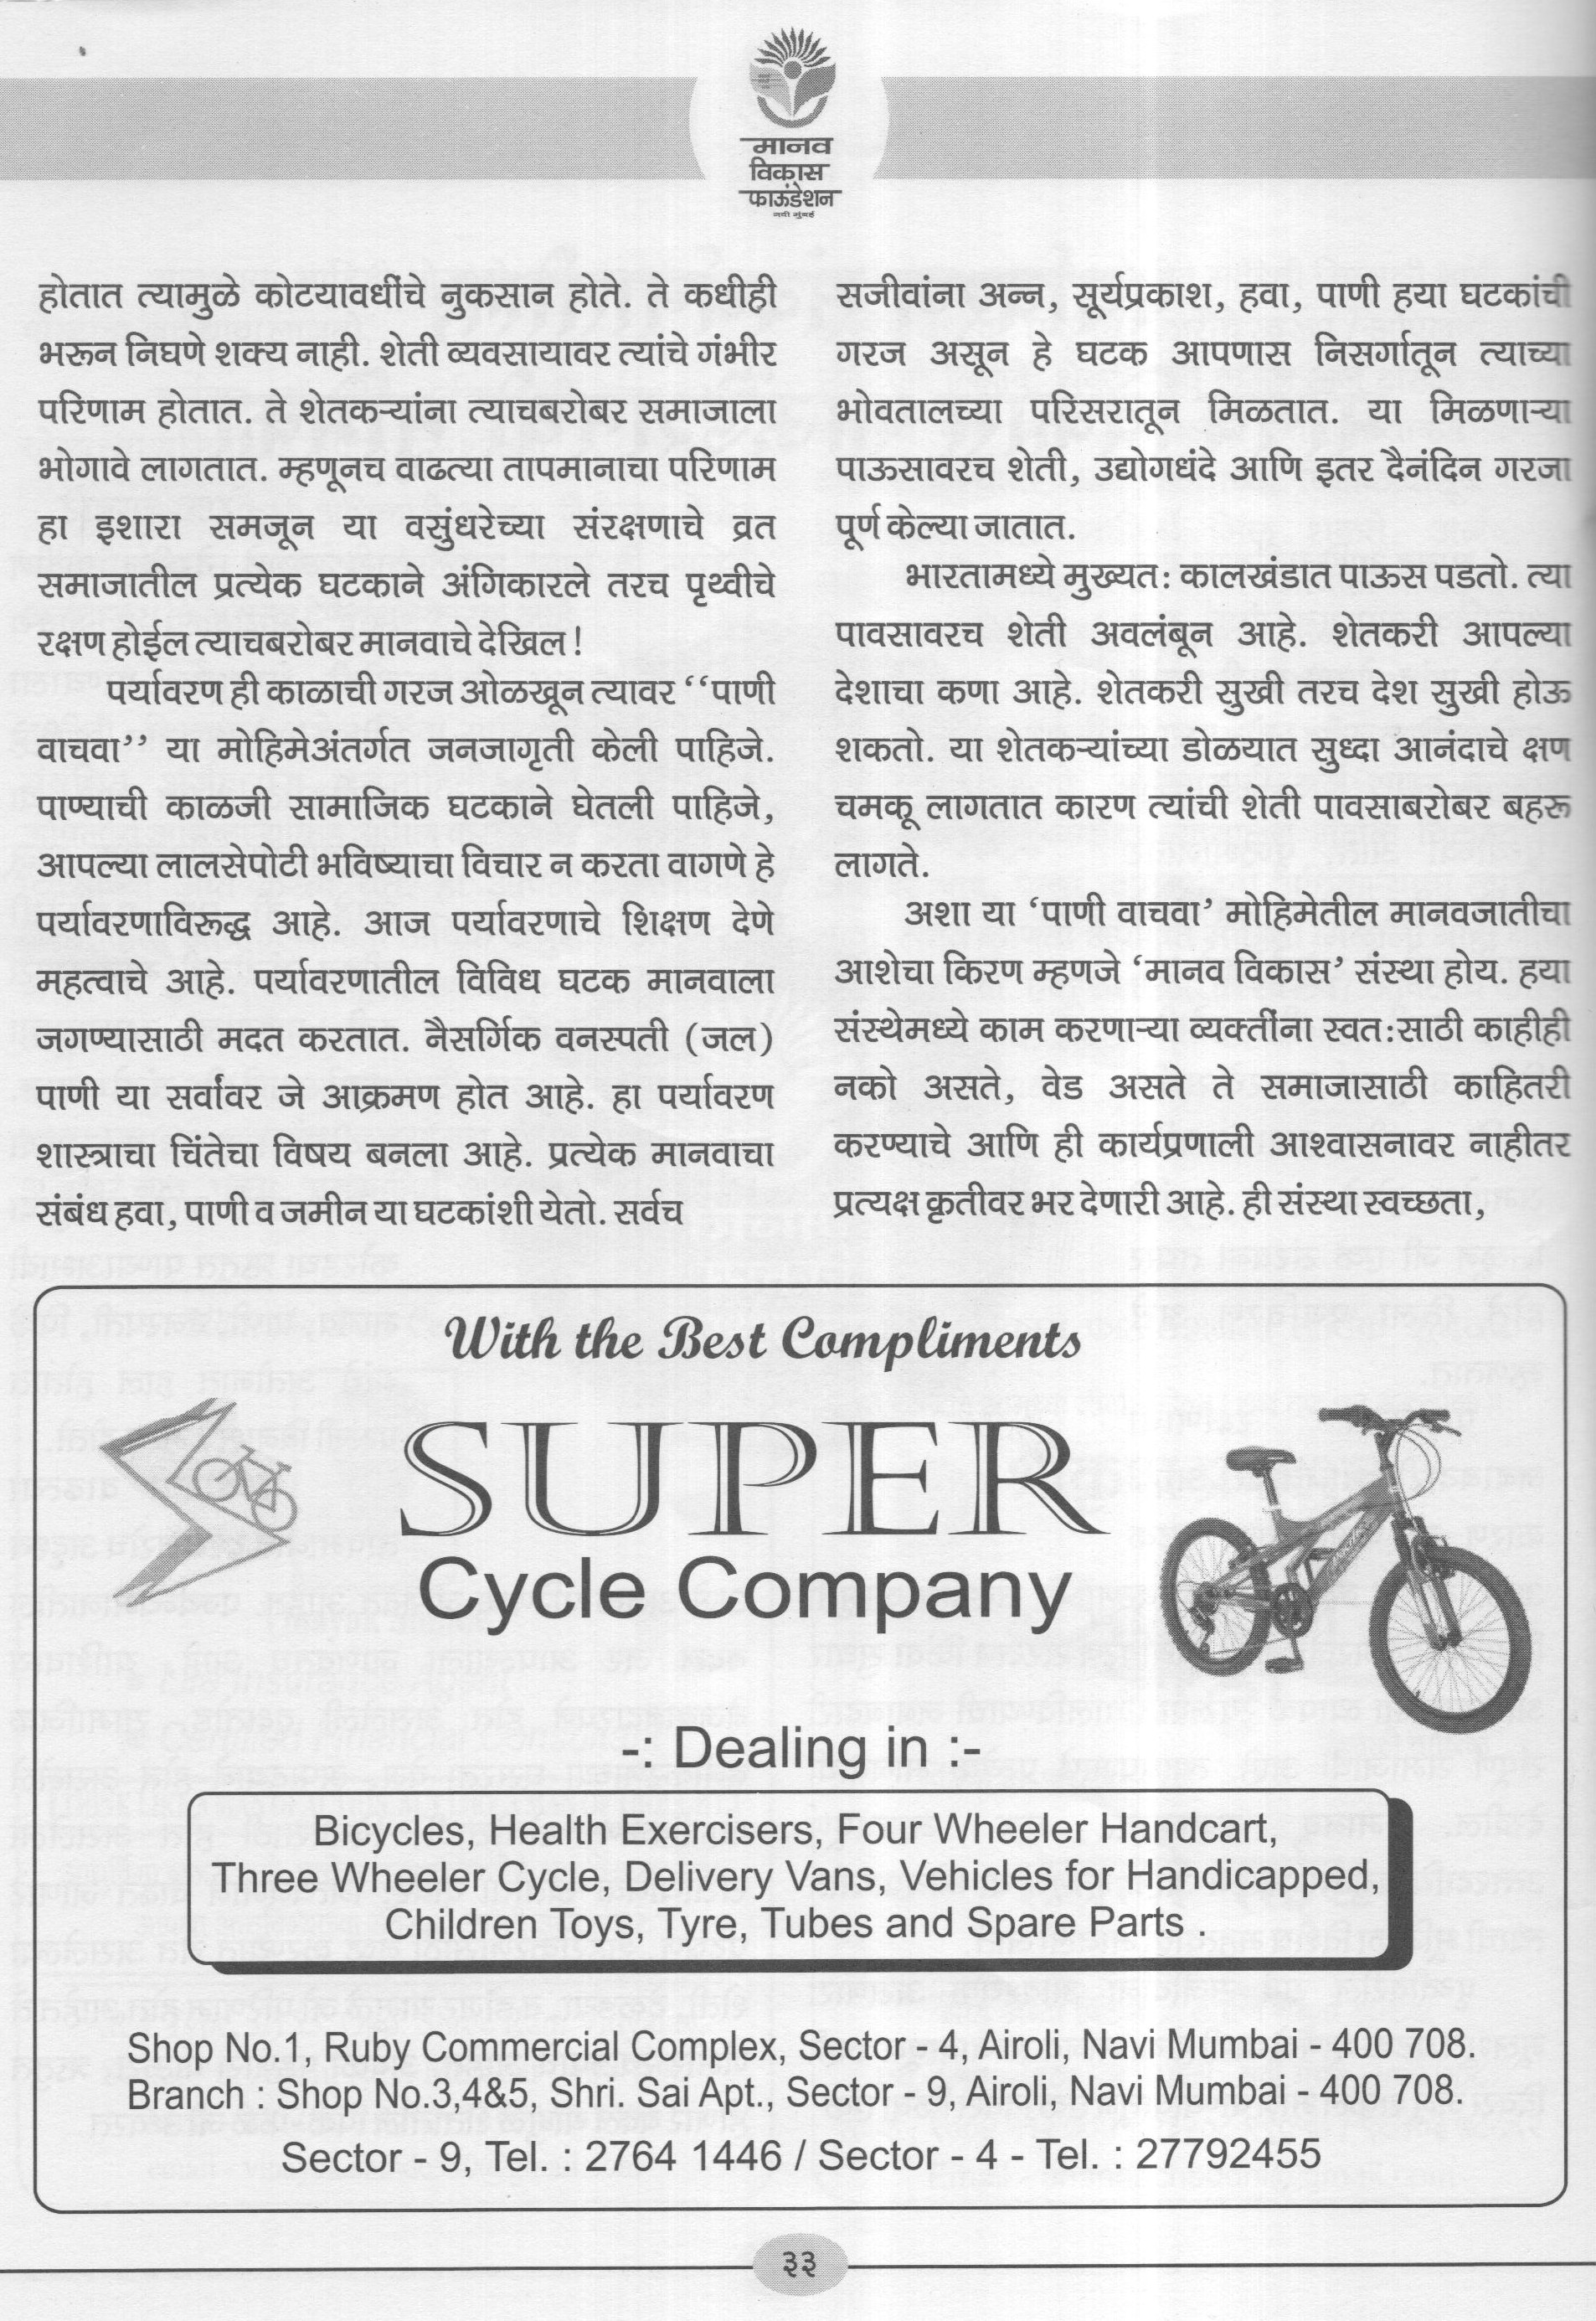 मानव
विकास
फाऊंडेशन
नवी मुंबई
होतात त्यामुळे कोटयावधींचे नुकसान होते. ते कधीही
भरून निघणे शक्य नाही. शेती व्यवसायावर त्यांचे गंभीर
परिणाम होतात. ते शेतकऱ्यांना त्याचबरोबर समाजाला
भोगावे लागतात. म्हणूनच वाढत्या तापमानाचा परिणाम
हा इशारा समजून या वसुंधरेच्या संरक्षणाचे व्रत
समाजातील प्रत्येक घटकाने अंगिकारले तरच पृथ्वीचे
रक्षण होईल त्याचबरोबर मानवाचे देखिल!
पर्यावरण ही काळाची गरज ओळखून त्यावर ‘‘पाणी
वाचवा’’ या मोहिमेअंतर्गत जनजागृती केली पाहिजे.
पाण्याची काळजी सामाजिक घटकाने घेतली पाहिजे,
आपल्या लालसेपोटी भविष्याचा विचार न करता वागणे हे
पर्यावरणाविरूद्ध आहे. आज पर्यावरणाचे शिक्षण देणे
महत्वाचे आहे. पर्यावरणातील विविध घटक मानवाला
जगण्यासाठी मदत करतात. नैसर्गिक वनस्पती (जल)
पाणी या सर्वांवर जे आक्रमण होत आहे. हा पर्यावरण
शास्त्राचा चिंतेचा विषय बनला आहे. प्रत्येक मानवाचा
संबंध हवा, पाणी व जमीन या घटकांशी येतो. सर्वच
सजीवांना अन्न, सूर्यप्रकाश, हवा, पाणी हया घटकांची
गरज असून हे घटक आपणास निसर्गातून त्याच्या
भोवतालच्या परिसरातून मिळतात. या मिळणाऱ्या
पाऊसावरच शेती, उद्योगधंदे आणि इतर दैनंदिन गरजा
पूर्ण केल्या जातात.
भारतामध्ये मुख्यत: कालखंडात पाऊस पडतो. त्या
पावसावरच शेती अवलंबून आहे. शेतकरी आपल्या
देशाचा कणा आहे. शेतकरी सुखी तरच देश सुखी होऊ
शकतो. या शेतकऱ्यांच्या डोळयात सुध्दा आनंदाचे क्षण
चमकू लागतात कारण त्यांची शेती पावसाबरोबर बहरू
लागते.
अशा या ‘पाणी वाचवा’ मोहिमेतील मानवजातीचा
आशेचा किरण म्हणजे ‘मानव विकास’ संस्था होय. हया
संस्थेमध्ये काम करणाऱ्या व्यक्तींना स्वत:साठी काहीही
नको असते, वेड असते ते समाजासाठी काहितरी
करण्याचे आणि ही कार्यप्रणाली आश्वासनावर नाहीतर
प्रत्यक्ष कृतीवर भर देणारी आहे. ही संस्था स्वच्छता,
With the Best Compliments
SUPER
Cycle Company
-: Dealing in :-
Bicycles, Health Exercisers, Four Wheeler Handcart,
Three Wheeler Cycle, Delivery Vans, Vehicles for Handicapped,
Children Toys, Tyre, Tubes and Spare Parts .
Shop No.1, Ruby Commercial Complex, Sector - 4, Airoli, Navi Mumbai - 400 708.
Branch : Shop No.3,4&5, Shri. Sai Apt., Sector - 9, Airoli, Navi Mumbai - 400 708.
Sector - 9, Tel. : 2764 1446 / Sector - 4 - Tel. : 27792455
३३